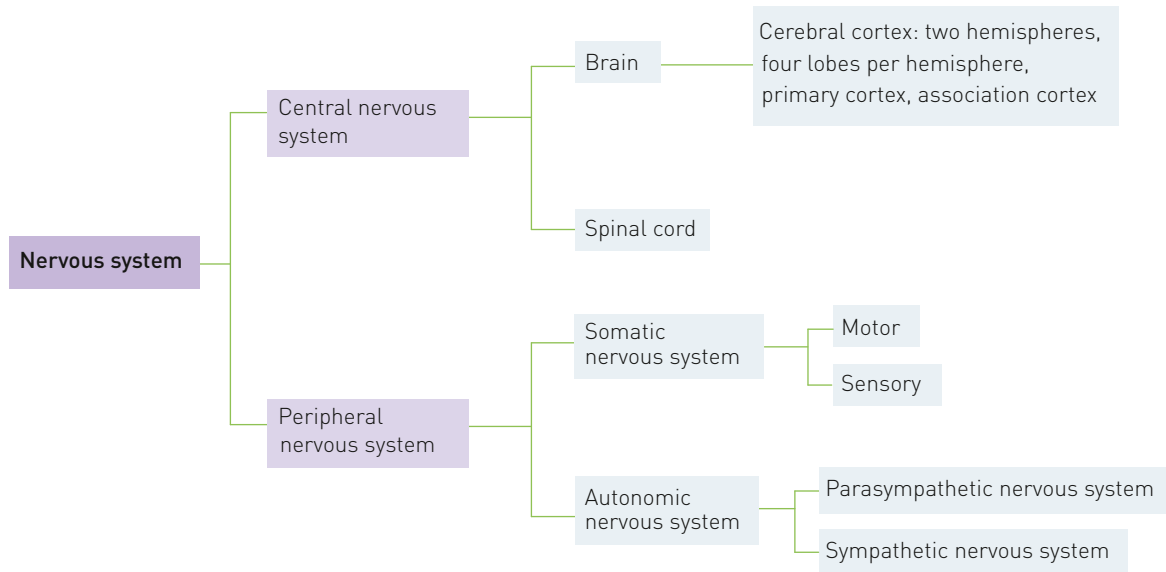 Nervous system
Central nervous
system
Brain
Cerebral cortex: two hemispheres,
four lobes per hemisphere,
primary cortex, association cortex
Spinal cord
Peripheral
nervous system
Somatic
nervous system
Motor
Sensory
Autonomic
nervous system
Parasympathetic nervous system
Sympathetic nervous system